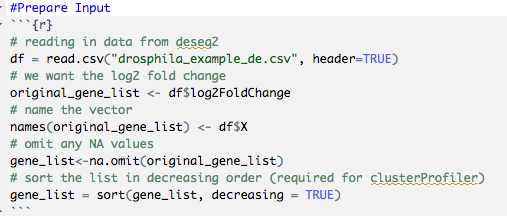 #Prepare Input
```{r}
# reading in data from deseq2
df = read.csv("drosphila_example_de.csv", header=TRUE)
# we want the log2 fold change
original_gene_list <- df$log2FoldChange
# name the vector
names(original_gene_list) <- df$X
# omit any NA values
gene_list<-na.omit(original_gene_list)
# sort the list in decreasing order (required for clusterProfiler)
gene_list = sort(gene_list, decreasing = TRUE)
```